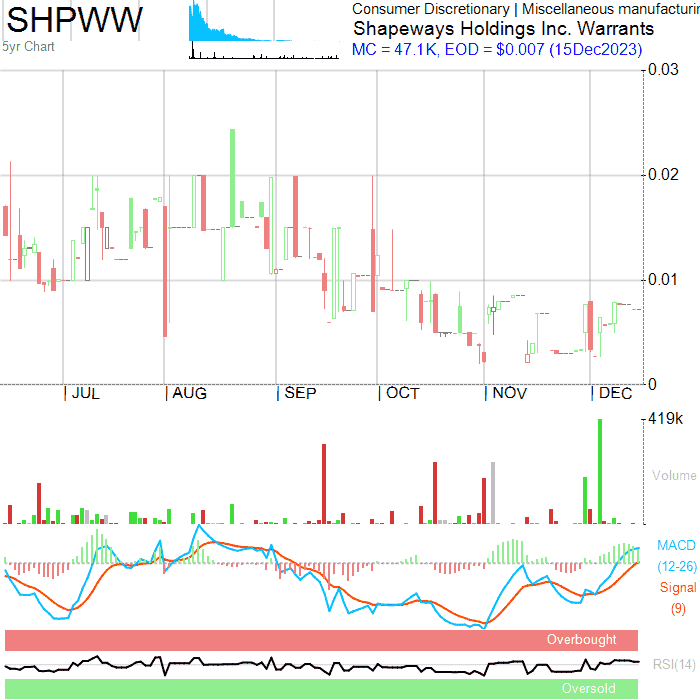 SHPWW
Consumer Discretionary | Miscellaneous manufacturin
Shapeways Holdings Inc. Warrants
5yr Chart
MC = 47.1K, EOD = $0.007 (15Dec2023)
0.03
0.02
0.01
0
JUL AUG SEP OCT NOV DEC
419k
Volume
MACD
(12-26)
Signal
(9)
Overbought
RSI(14)
Oversold